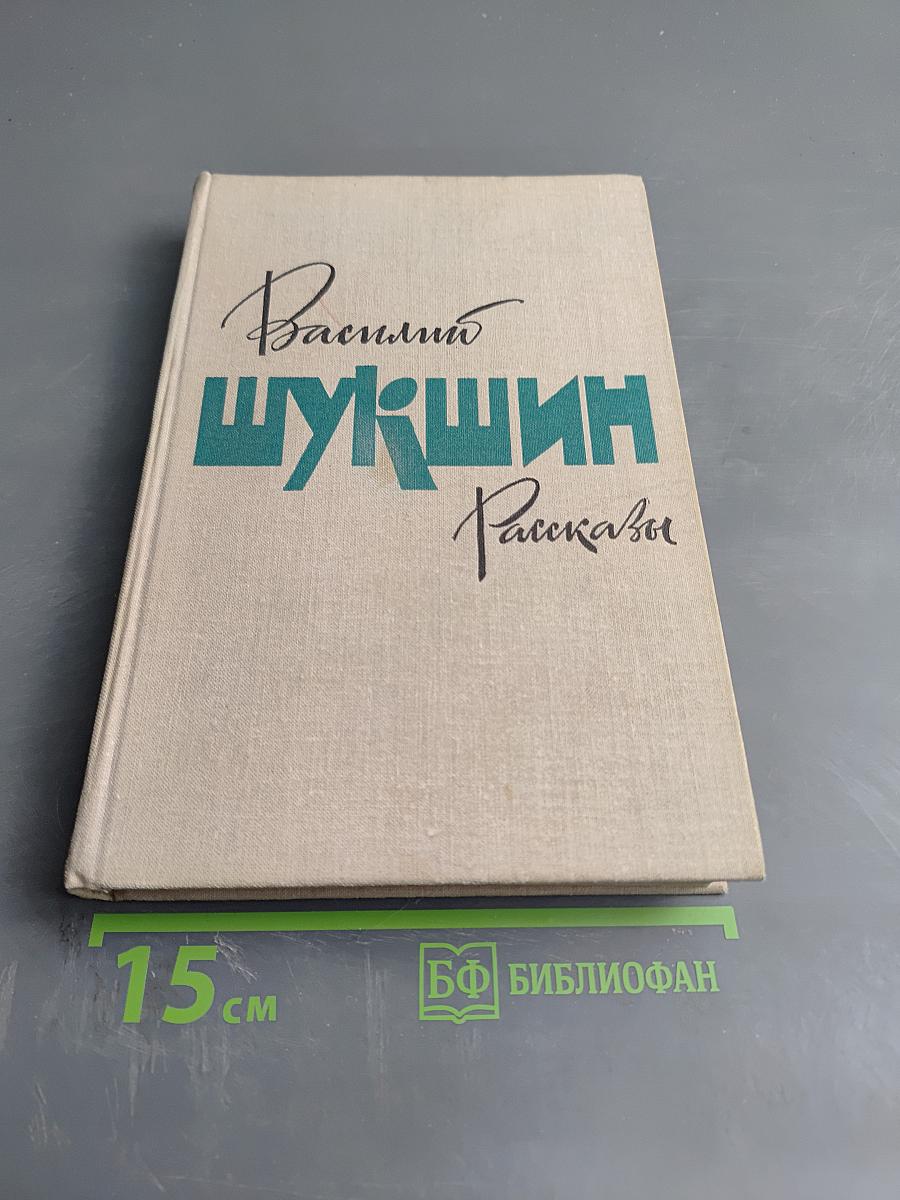 Василий
ШУКШИН
Рассказы
15 см
БФ БИБЛИОФАН